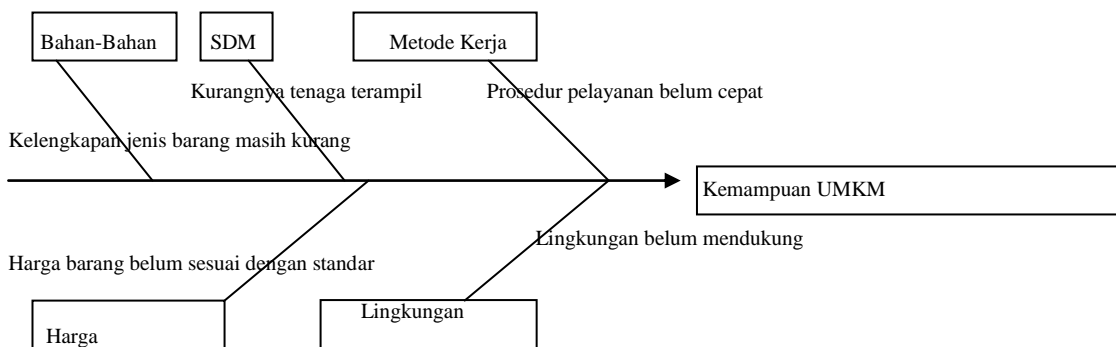 Bahan-Bahan
SDM
Metode Kerja
Kurangnya tenaga terampil
Prosedur pelayanan belum cepat
Kelengkapan jenis barang masih kurang
Kemampuan UMKM
Lingkungan belum mendukung
Harga barang belum sesuai dengan standar
Lingkungan
Harga